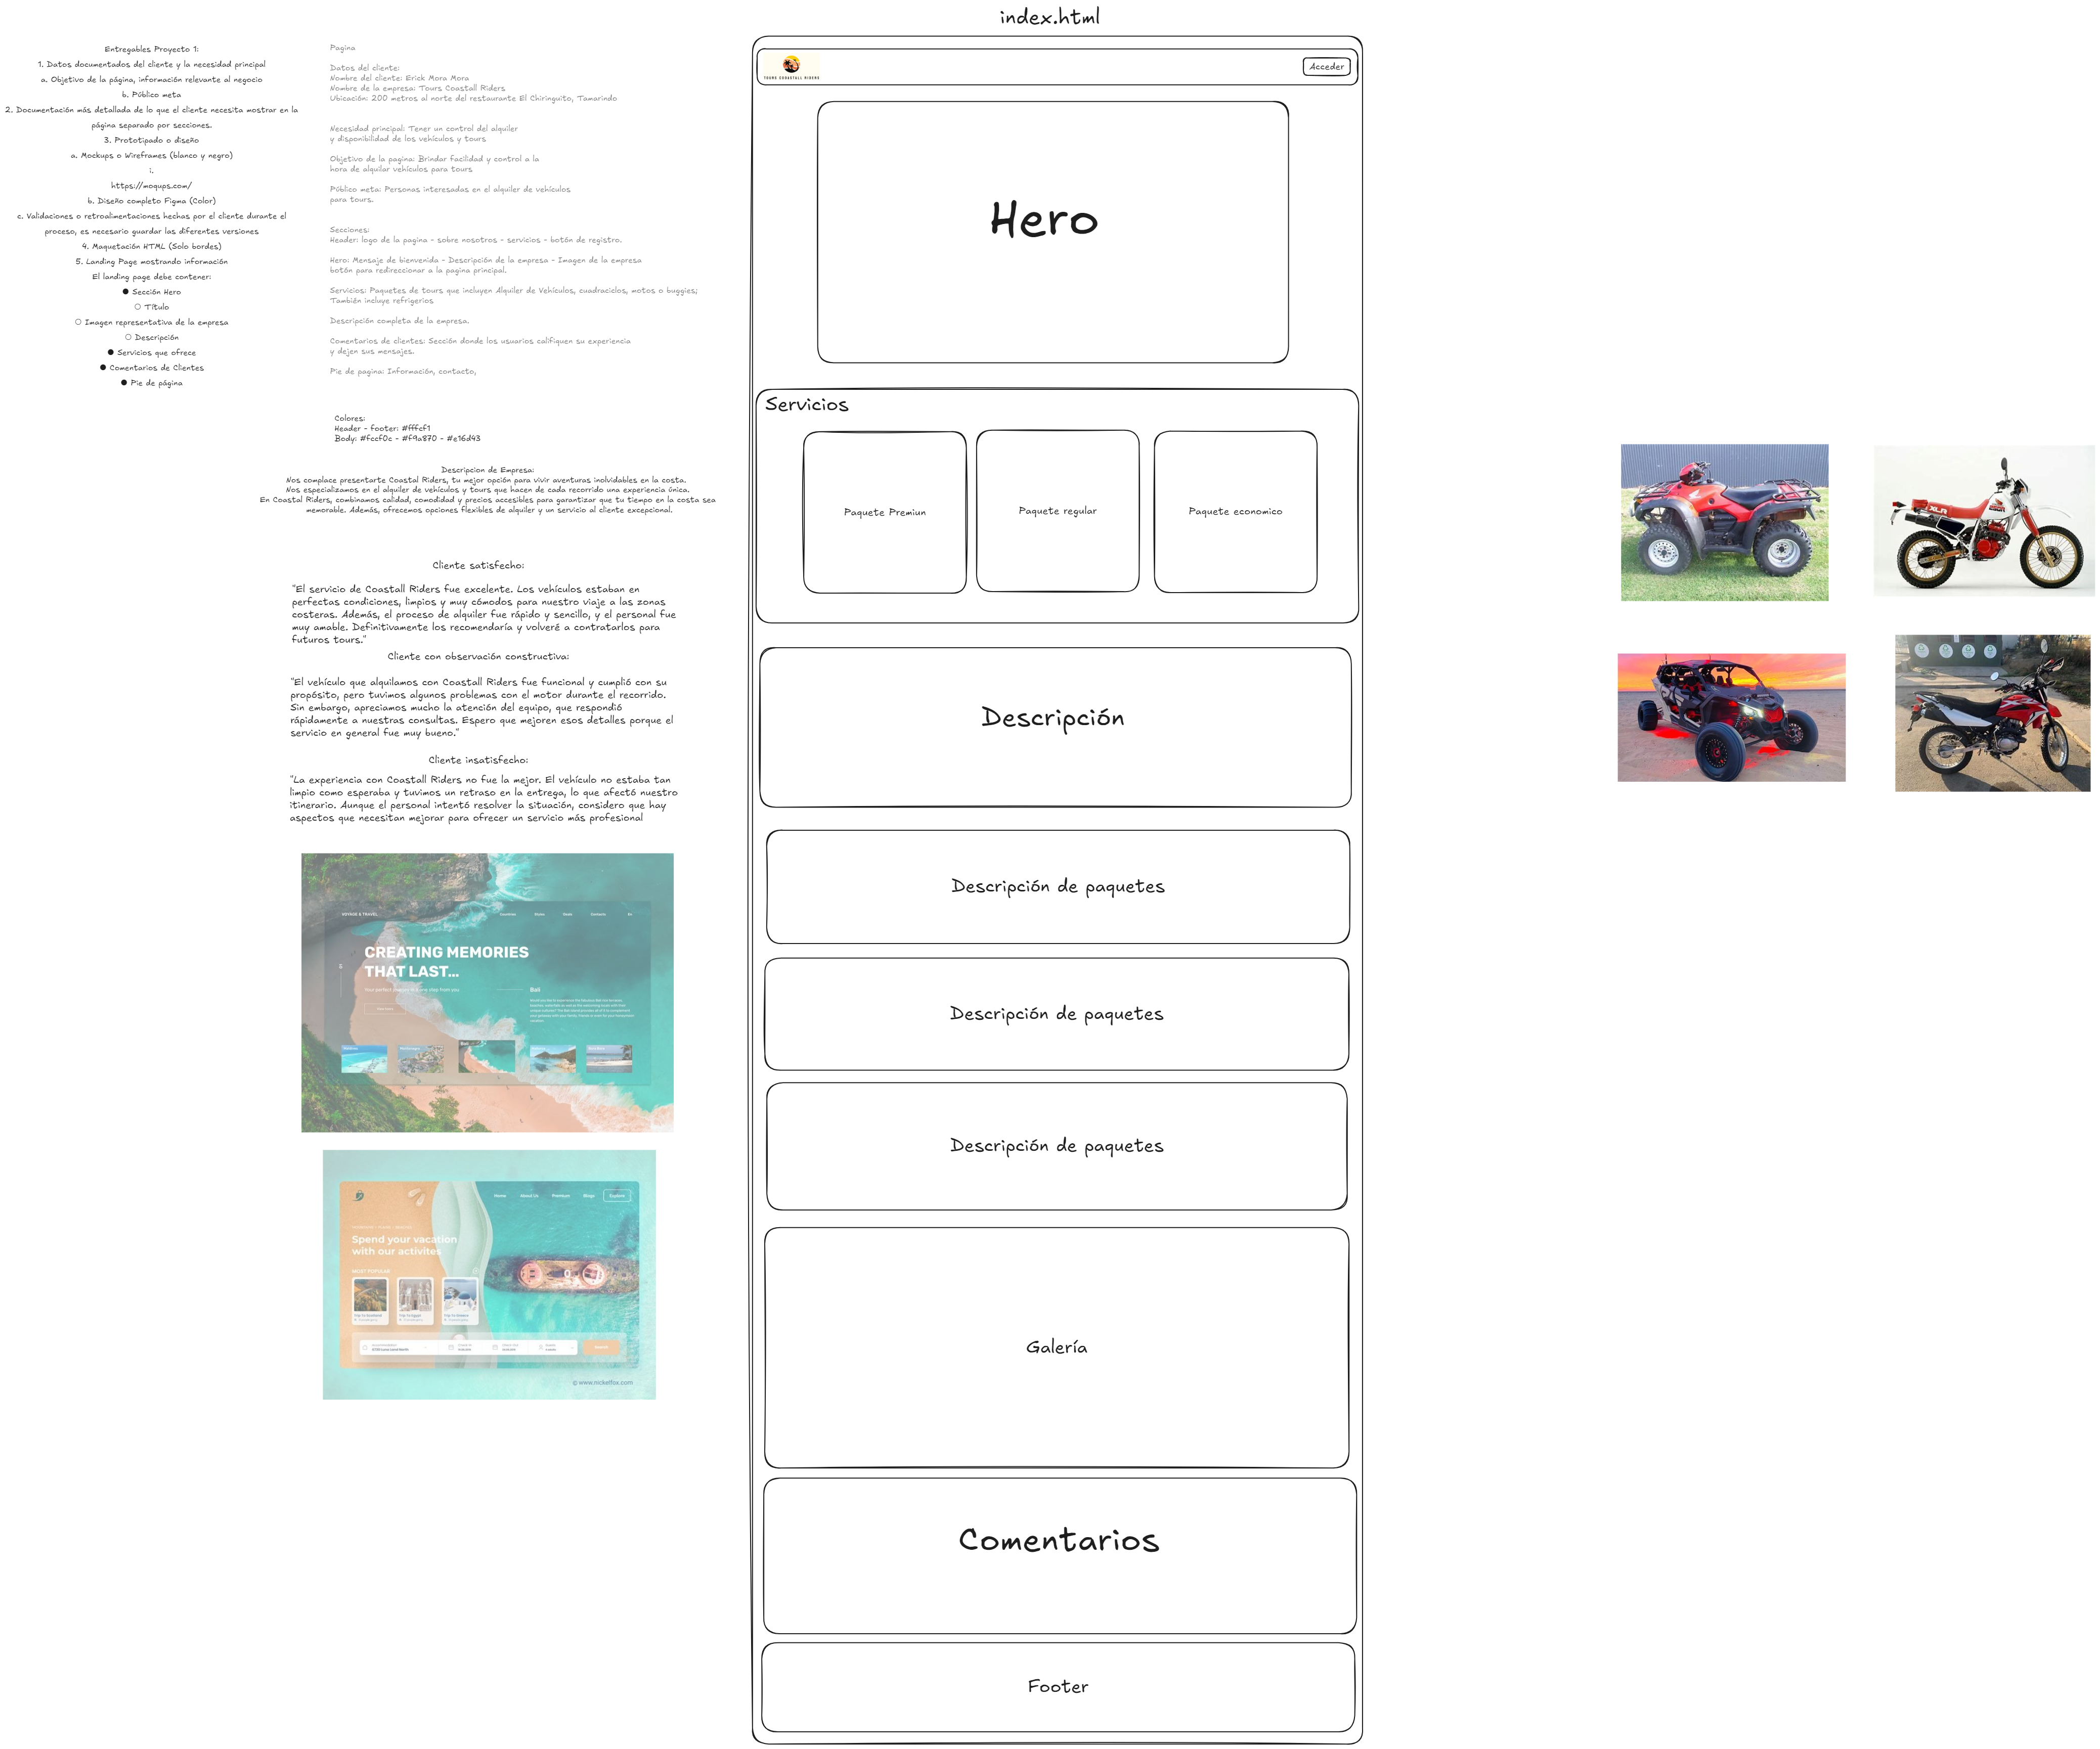 index.html
Entregables Proyecto 1:
1. Datos documentados del cliente y la necesidad principal
a. Objetivo de la página, información relevante al negocio
b. Público meta
2. Documentación más detallada de lo que el cliente necesita mostrar en la
página separado por secciones.
3. Prototipado o diseño
a. Mockups o Wireframes (blanco y negro)
i.
https://moqups.com/
b. Diseño completo Figma (Color)
c. Validaciones o retroalimentaciones hechas por el cliente durante el
proceso, es necesario guardar las diferentes versiones
4. Maquetación HTML (Solo bordes)
5. Landing Page mostrando información
El landing page debe contener:
● Sección Hero
○ Título
○ Imagen representativa de la empresa
○ Descripción
● Servicios que ofrece
● Comentarios de Clientes
● Pie de página
Pagina
Datos del cliente:
Nombre del cliente: Erick Mora Mora
Nombre de la empresa: Tours Coastall Riders
Ubicación: 200 metros al norte del restaurante El Chiringuito, Tamarindo
Necesidad principal: Tener un control del alquiler
y disponibilidad de los vehículos y tours
Objetivo de la pagina: Brindar facilidad y control a la
hora de alquilar vehículos para tours
Público meta: Personas interesadas en el alquiler de vehículos
para tours.
Secciones:
Header: logo de la pagina - sobre nosotros - servicios - botón de registro.
Hero: Mensaje de bienvenida - Descripción de la empresa - Imagen de la empresa
botón para redireccionar a la pagina principal.
Servicios: Paquetes de tours que incluyen Alquiler de Vehículos, cuadraciclos, motos o buggies;
También incluye refrigerios
Descripción completa de la empresa.
Comentarios de clientes: Sección donde los usuarios califiquen su experiencia
y dejen sus mensajes.
Pie de pagina: Información, contacto,
Colores:
Header - footer: #fffcf1
Body: #fccf0c - #f9a870 - #e16d43
Descripcion de Empresa:
Nos complace presentarte Coastal Riders, tu mejor opción para vivir aventuras inolvidables en la costa.
Nos especializamos en el alquiler de vehículos y tours que hacen de cada recorrido una experiencia única.
En Coastal Riders, combinamos calidad, comodidad y precios accesibles para garantizar que tu tiempo en la costa sea
memorable. Además, ofrecemos opciones flexibles de alquiler y un servicio al cliente excepcional.
Cliente satisfecho:
"El servicio de Coastall Riders fue excelente. Los vehículos estaban en
perfectas condiciones, limpios y muy cómodos para nuestro viaje a las zonas
costeras. Además, el proceso de alquiler fue rápido y sencillo, y el personal fue
muy amable. Definitivamente los recomendaría y volveré a contratarlos para
futuros tours."
Cliente con observación constructiva:
"El vehículo que alquilamos con Coastall Riders fue funcional y cumplió con su
propósito, pero tuvimos algunos problemas con el motor durante el recorrido.
Sin embargo, apreciamos mucho la atención del equipo, que respondió
rápidamente a nuestras consultas. Espero que mejoren esos detalles porque el
servicio en general fue muy bueno."
Cliente insatisfecho:
"La experiencia con Coastall Riders no fue la mejor. El vehículo no estaba tan
limpio como esperaba y tuvimos un retraso en la entrega, lo que afectó nuestro
itinerario. Aunque el personal intentó resolver la situación, considero que hay
aspectos que necesitan mejorar para ofrecer un servicio más profesional
VOYAGE & TRAVEL
CREATING MEMORIES
THAT LAST...
Bali
Home About Us Premium Blogs Explore
Spend your vacation
with our activites
MOST POPULAR
© www.nickelfox.com
TOURS COASTALL RIDERS
Acceder
Hero
Servicios
Paquete Premiun
Paquete regular
Paquete economico
Descripción
Descripción de paquetes
Descripción de paquetes
Descripción de paquetes
Galería
Comentarios
Footer
XLR